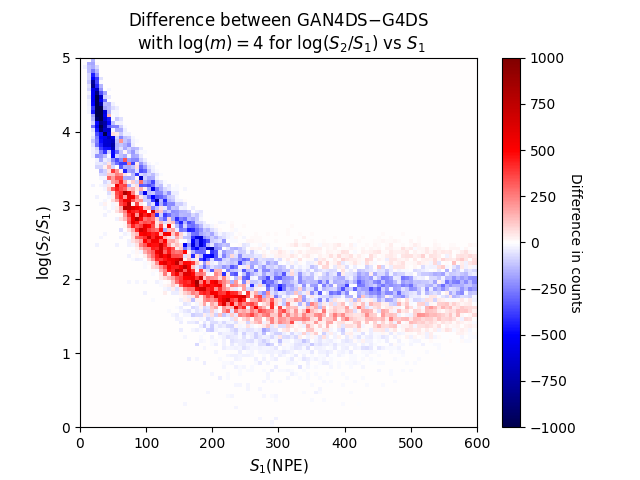 Difference between GAN4DS−G4DS
with log(m) = 4 for log(S₂/S₁) vs S₁
5
4
3
2
1
0
log(S₂/S₁)
0 100 200 300 400 500 600
S₁(NPE)
1000
750
500
250
0
−250
−500
−750
−1000
Difference in counts